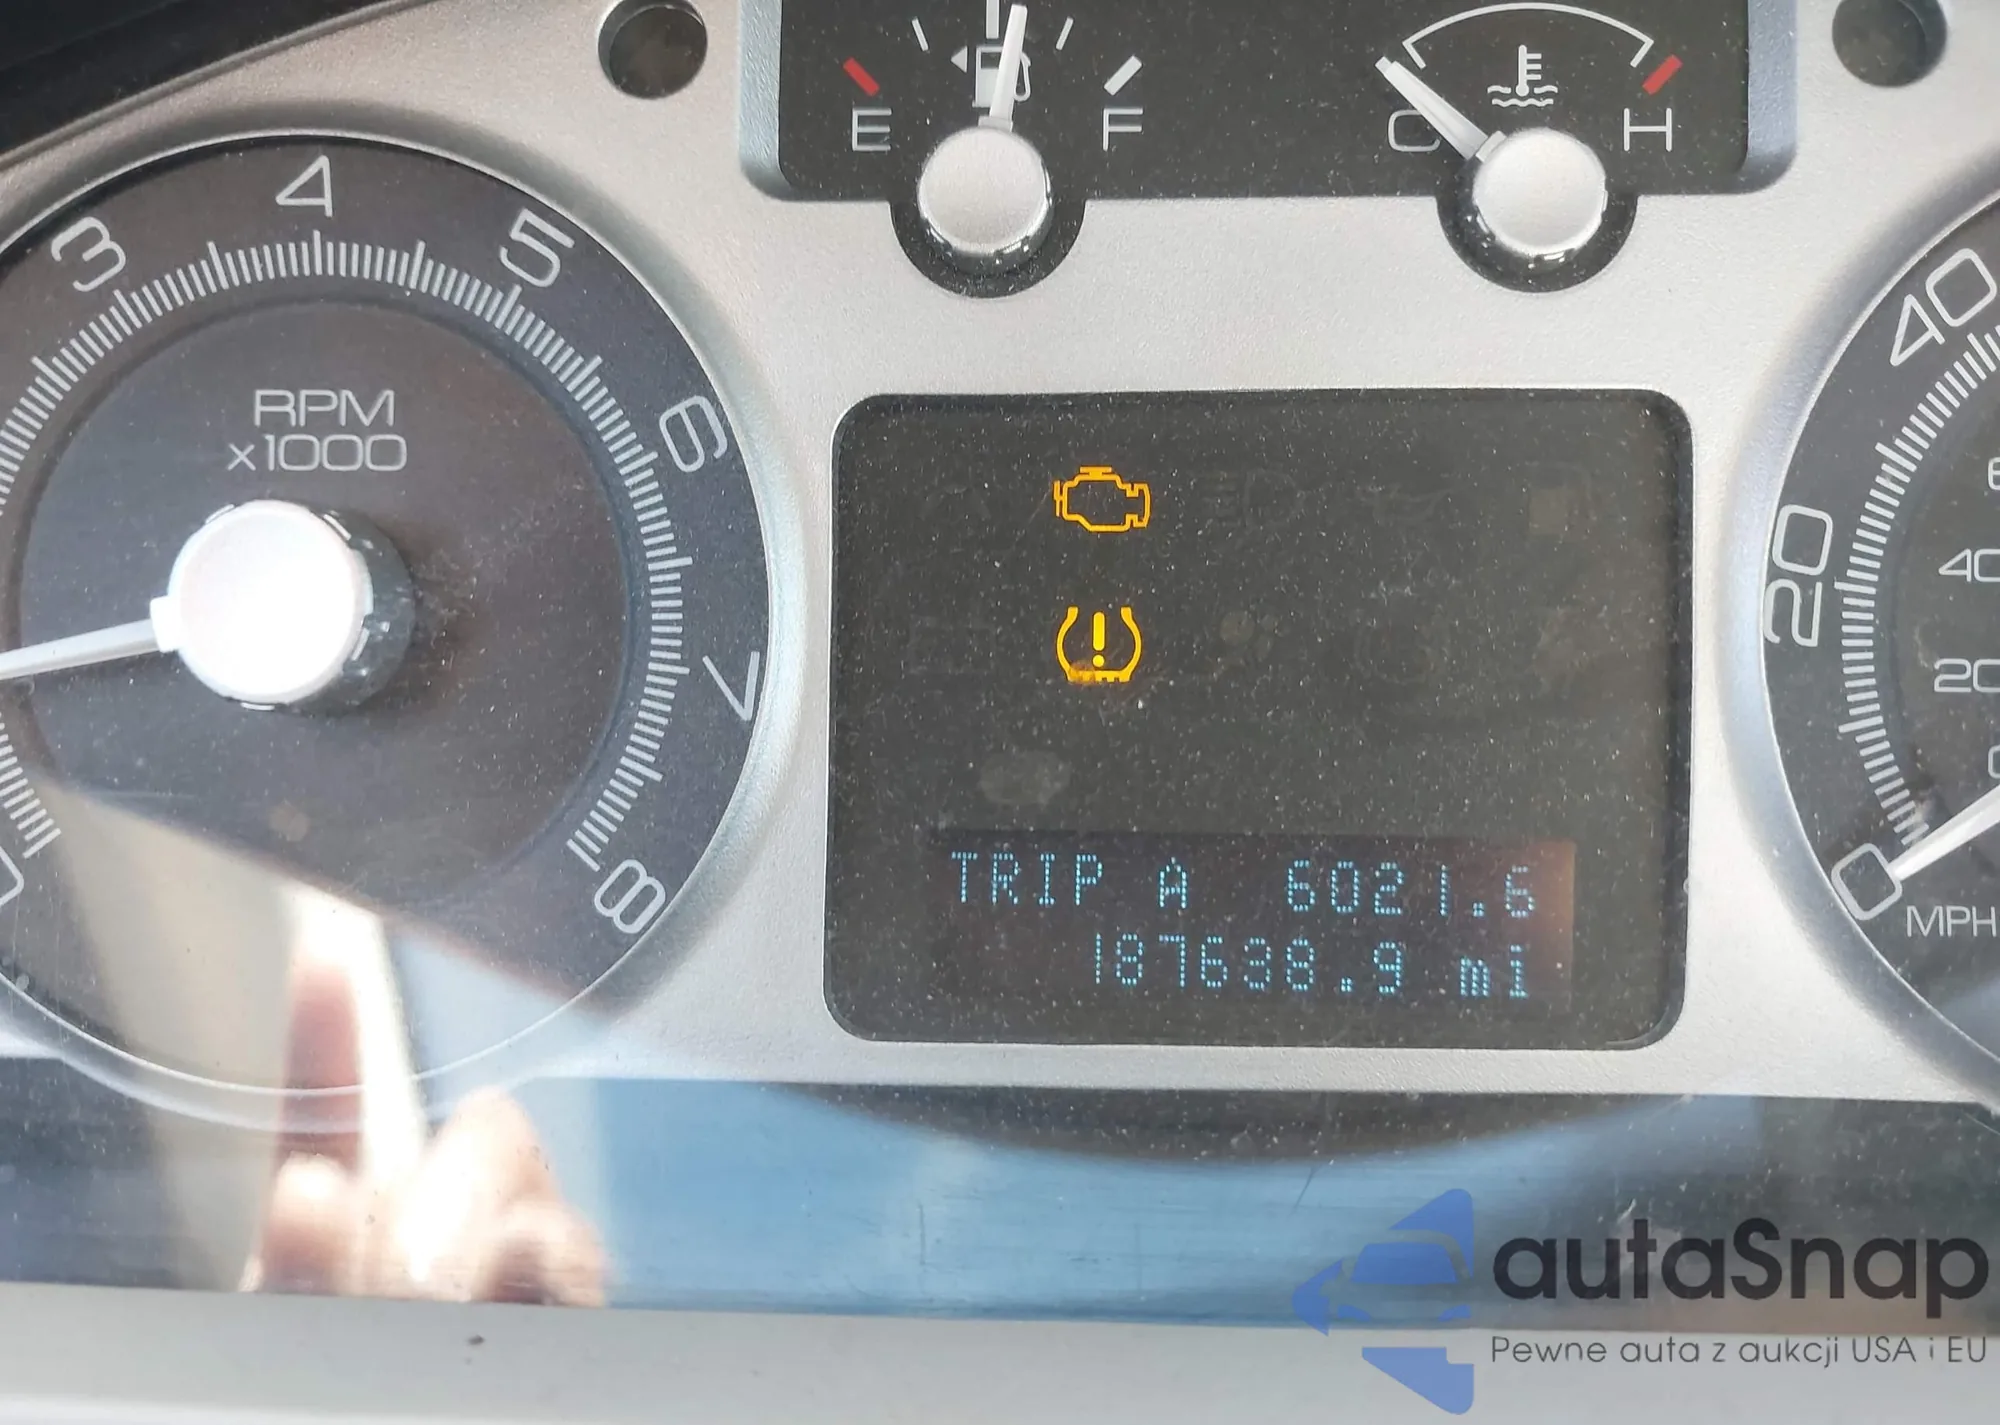 E F
C H
3 4 5 6 7 8
RPM
x1000
TRIP A 6021.6
187638.9 mi
0 20 40
MPH
40
20
autaSnap
Pewne auta z aukcji USA i EU